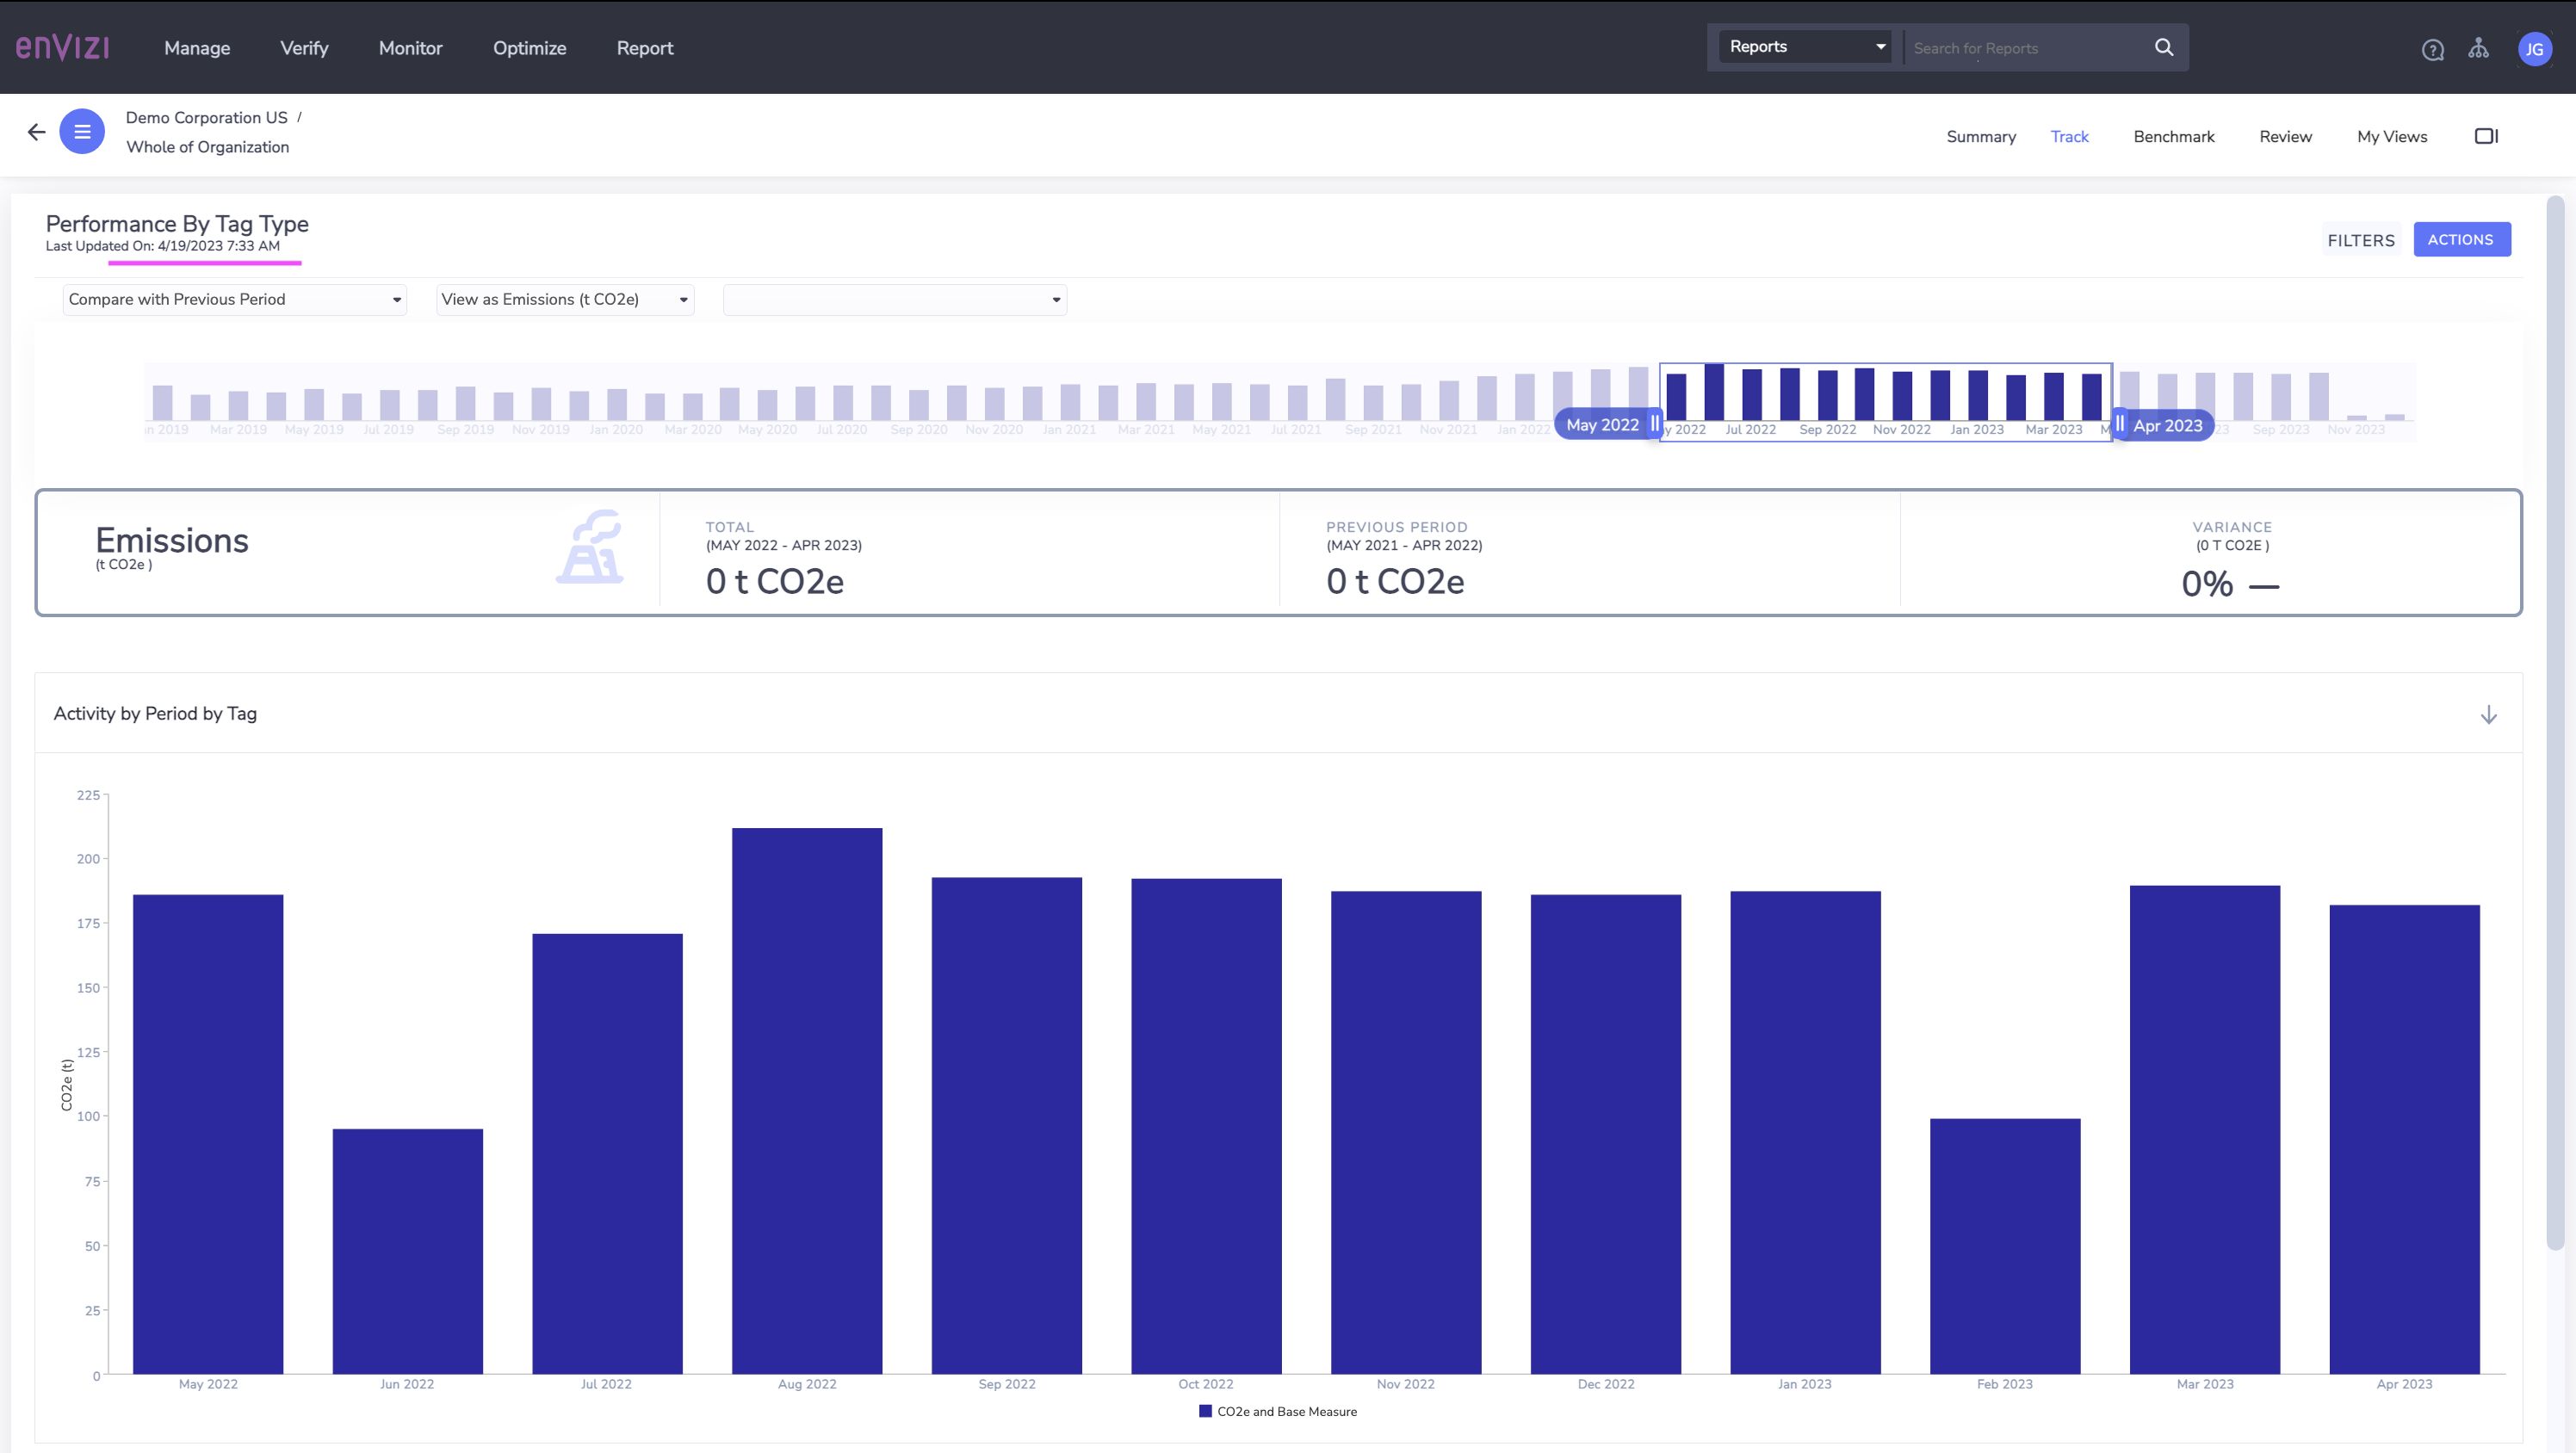 enVizi
Manage Verify Monitor Optimize Report
Reports Search for Reports
JG
Demo Corporation US /
Whole of Organization
Summary Track Benchmark Review My Views
Performance By Tag Type
Last Updated On: 4/19/2023 7:33 AM
FILTERS ACTIONS
Compare with Previous Period View as Emissions (t CO2e)
n 2019 Mar 2019 May 2019 Jul 2019 Sep 2019 Nov 2019 Jan 2020 Mar 2020 May 2020 Jul 2020 Sep 2020 Nov 2020 Jan 2021 Mar 2021 May 2021 Jul 2021 Sep 2021 Nov 2021 Jan 2022 May 2022 y 2022 Jul 2022 Sep 2022 Nov 2022 Jan 2023 Mar 2023 M Apr 2023 23 Sep 2023 Nov 2023
Emissions
(t CO2e )
TOTAL
(MAY 2022 - APR 2023)
0 t CO2e
PREVIOUS PERIOD
(MAY 2021 - APR 2022)
0 t CO2e
VARIANCE
(0 T CO2E )
0% —
Activity by Period by Tag
225
200
175
150
125
100
75
50
25
0
CO2e (t)
May 2022 Jun 2022 Jul 2022 Aug 2022 Sep 2022 Oct 2022 Nov 2022 Dec 2022 Jan 2023 Feb 2023 Mar 2023 Apr 2023
CO2e and Base Measure